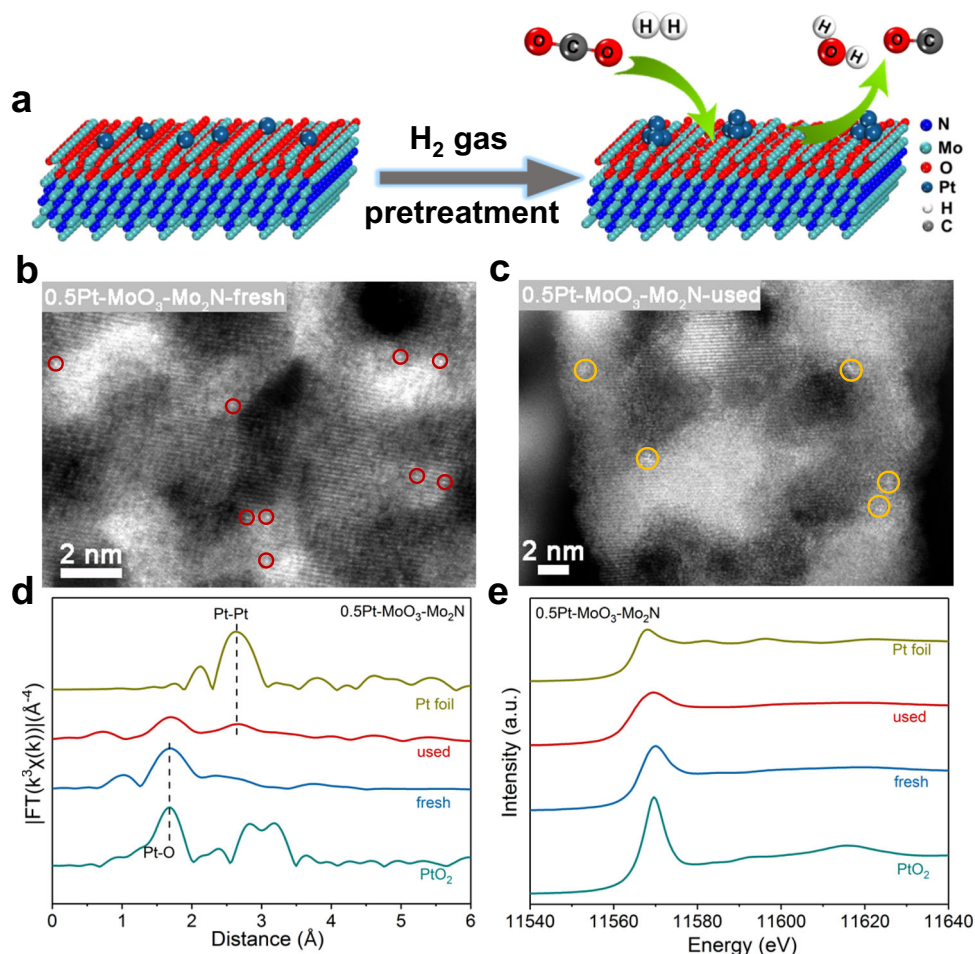 a
O C O
H H
H O H
O C
H₂ gas
pretreatment
N
Mo
O
Pt
H
C
b
0.5Pt-MoO₃-Mo₂N-fresh
2 nm
c
0.5Pt-MoO₃-Mo₂N-used
2 nm
d
|FT(k³χ(k))|(Å⁻⁴)
Pt-Pt
0.5Pt-MoO₃-Mo₂N
Pt foil
used
fresh
Pt-O
PtO₂
0 1 2 3 4 5 6
Distance (Å)
e
Intensity (a.u.)
0.5Pt-MoO₃-Mo₂N
Pt foil
used
fresh
PtO₂
11540 11560 11580 11600 11620 11640
Energy (eV)